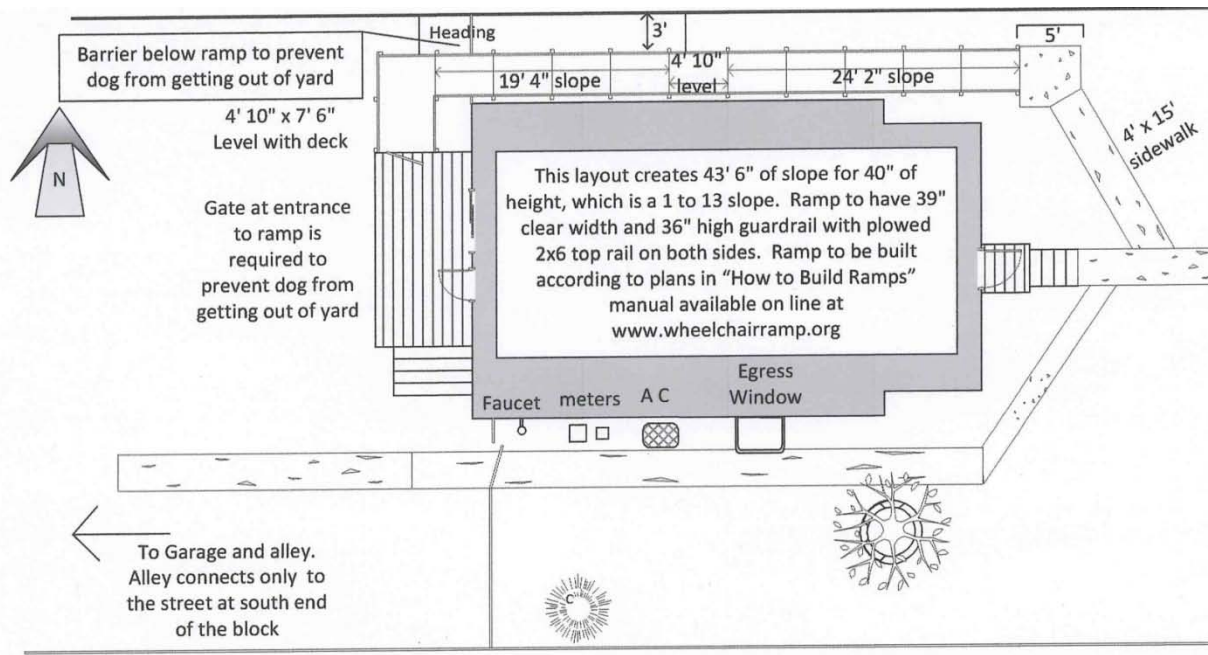 Heading
3'
5'
Barrier below ramp to prevent
dog from getting out of yard
19' 4" slope
4' 10"
level
24' 2" slope
4' 10" x 7' 6"
Level with deck
4' x 15'
sidewalk
N
Gate at entrance
to ramp is
required to
prevent dog from
getting out of yard
This layout creates 43' 6" of slope for 40" of
height, which is a 1 to 13 slope. Ramp to have 39"
clear width and 36" high guardrail with plowed
2x6 top rail on both sides. Ramp to be built
according to plans in “How to Build Ramps”
manual available on line at
www.wheelchairramp.org
Faucet
meters
A C
Egress
Window
To Garage and alley.
Alley connects only to
the street at south end
of the block
C